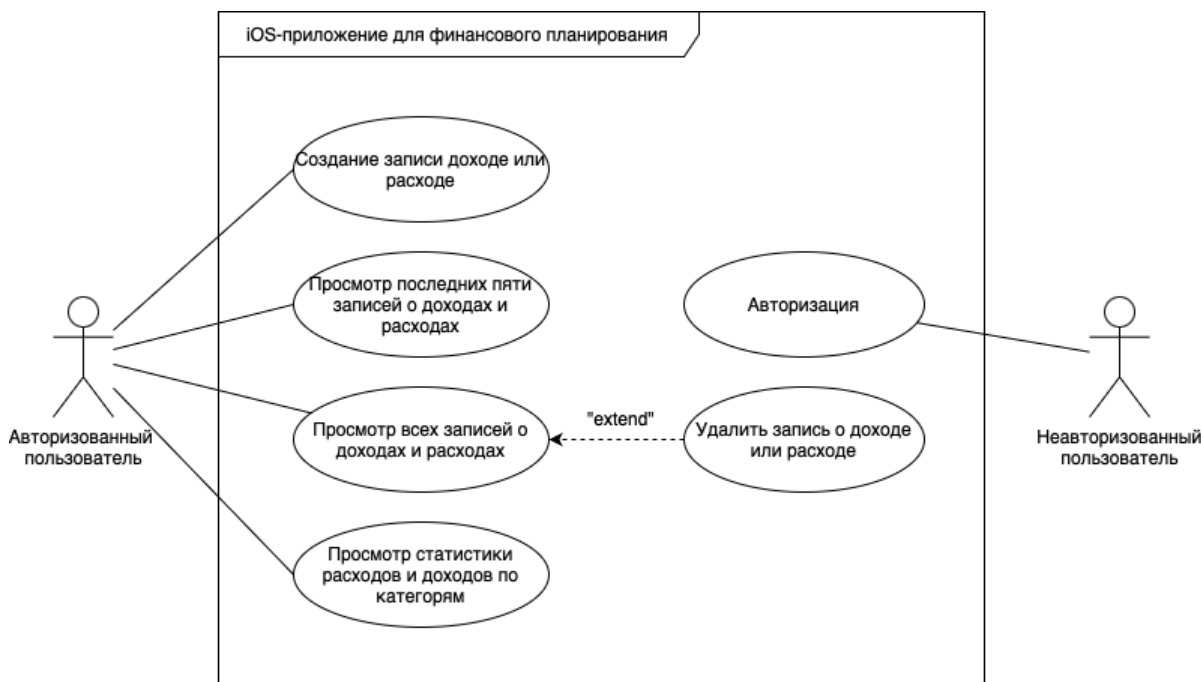 iOS-приложение для финансового планирования
Создание записи доходе или
расходе
Просмотр последних пяти
записей о доходах и
расходах
Авторизация
Авторизованный
пользователь
Просмотр всех записей о
доходах и расходах
"extend"
Удалить запись о доходе
или расходе
Неавторизованный
пользователь
Просмотр статистики
расходов и доходов по
категорям